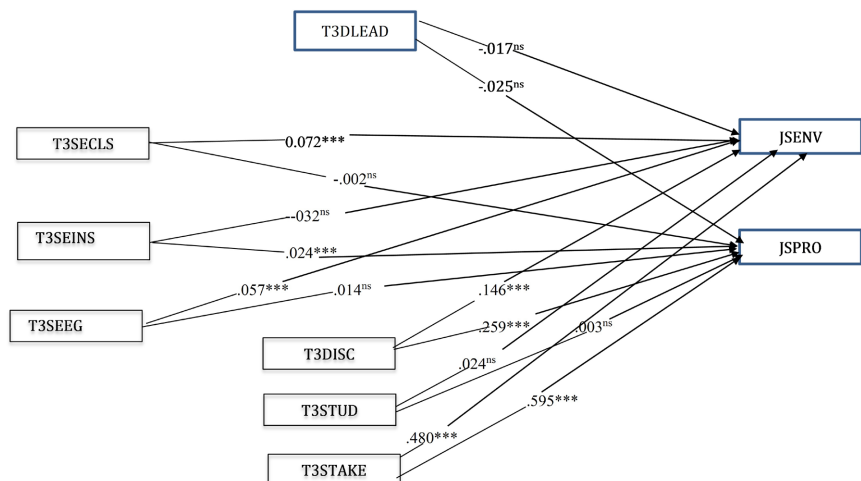 T3DLEAD
-.017ns
-.025ns
JSENV
T3SECLS
0.072***
-.002ns
T3SEINS
-.032ns
.024***
JSPRO
.057***
.014ns
.146***
T3SEEG
.259***
.003ns
T3DISC
.024ns
T3STUD
.595***
.480***
T3STAKE